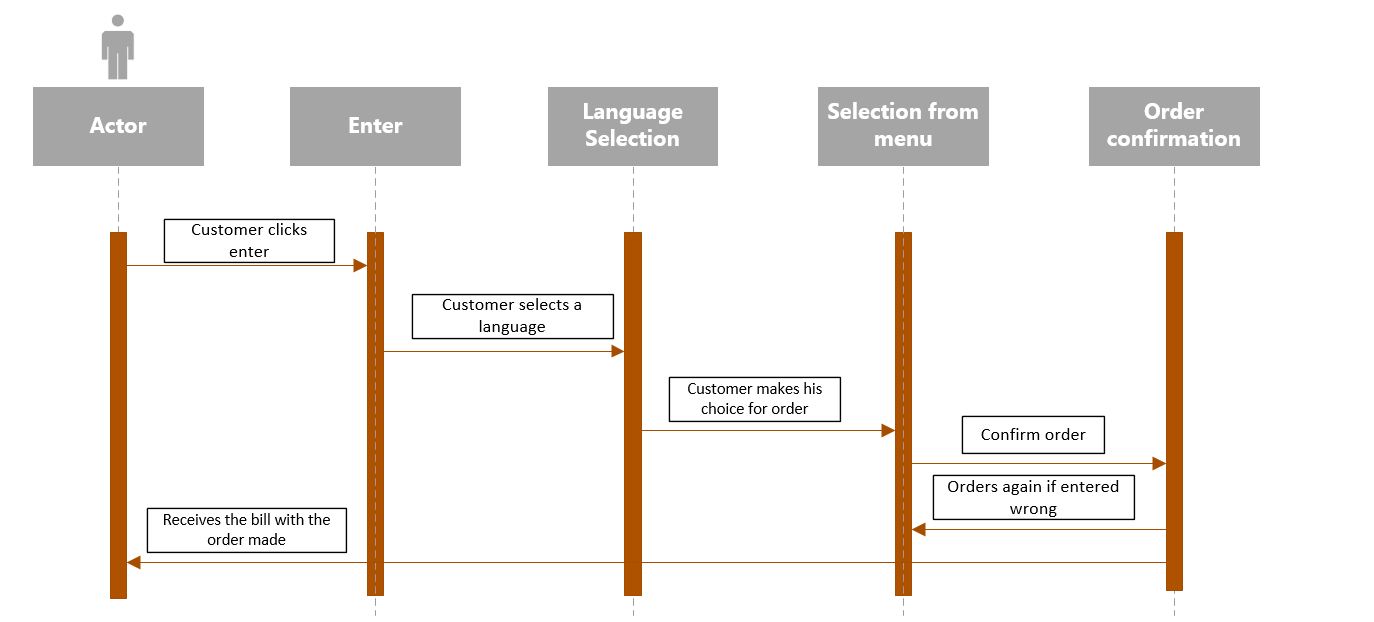 Actor
Enter
Language
Selection
Selection from
menu
Order
confirmation
Customer clicks
enter
Customer selects a
language
Customer makes his
choice for order
Confirm order
Orders again if entered
wrong
Receives the bill with the
order made